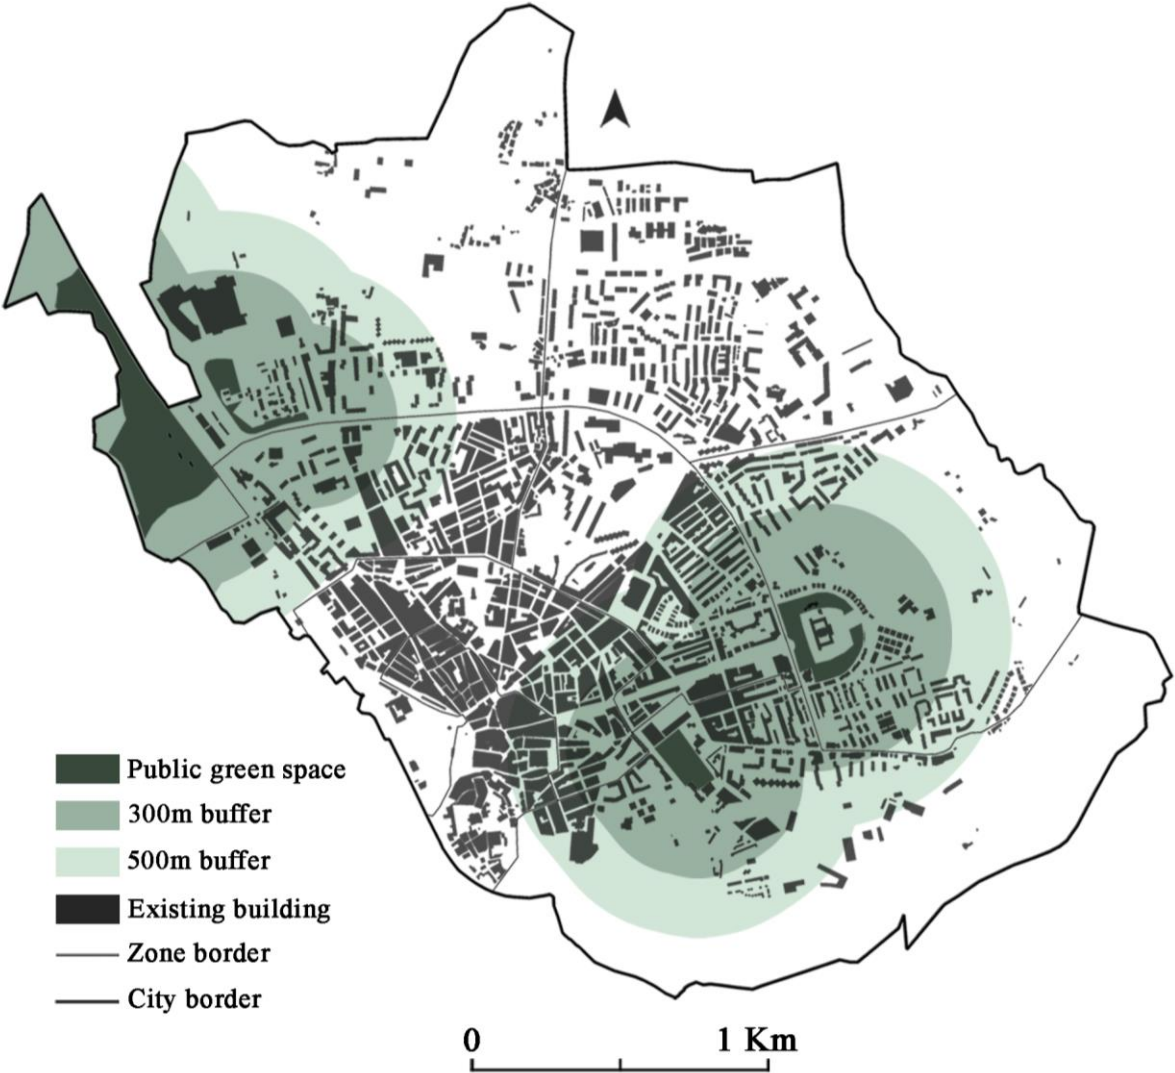 Public green space
300m buffer
500m buffer
Existing building
Zone border
City border
0 1 Km